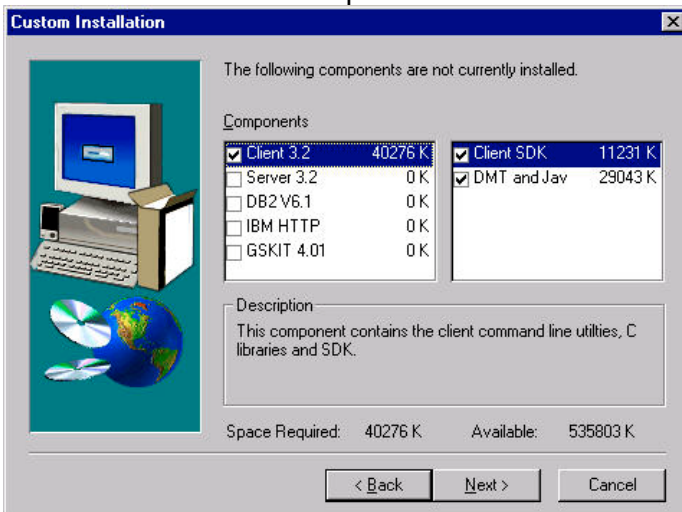 Custom Installation
The following components are not currently installed.
Components
Client 3.2 40276 K
Server 3.2 0 K
DB2 V6.1 0 K
IBM HTTP 0 K
GSKIT 4.01 0 K
Client SDK 11231 K
DMT and Jav 29043 K
Description
This component contains the client command line utilties, C
libraries and SDK.
Space Required: 40276 K Available: 535803 K
< Back Next > Cancel